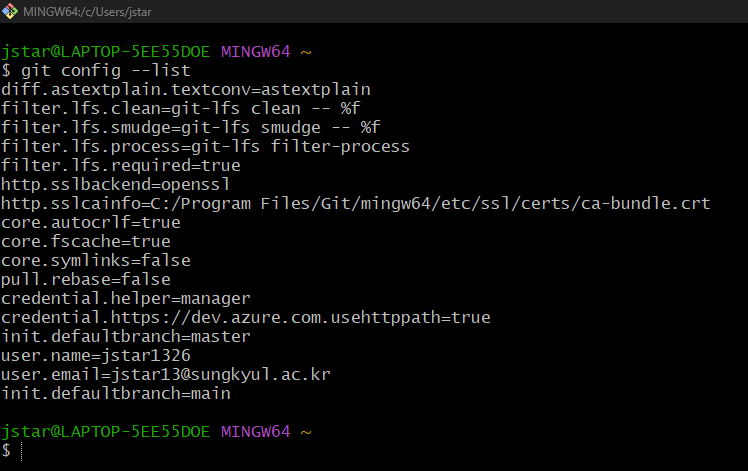 MINGW64:/c/Users/jstar
jstar@LAPTOP-5EE55DOE MINGW64 ~
$ git config --list
diff.astextplain.textconv=astextplain
filter.lfs.clean=git-lfs clean -- %f
filter.lfs.smudge=git-lfs smudge -- %f
filter.lfs.process=git-lfs filter-process
filter.lfs.required=true
http.sslbackend=openssl
http.sslcainfo=C:/Program Files/Git/mingw64/etc/ssl/certs/ca-bundle.crt
core.autocrlf=true
core.fscache=true
core.symlinks=false
pull.rebase=false
credential.helper=manager
credential.https://dev.azure.com.usehttppath=true
init.defaultbranch=master
user.name=jstar1326
user.email=jstar13@sungkyul.ac.kr
init.defaultbranch=main
jstar@LAPTOP-5EE55DOE MINGW64 ~
$